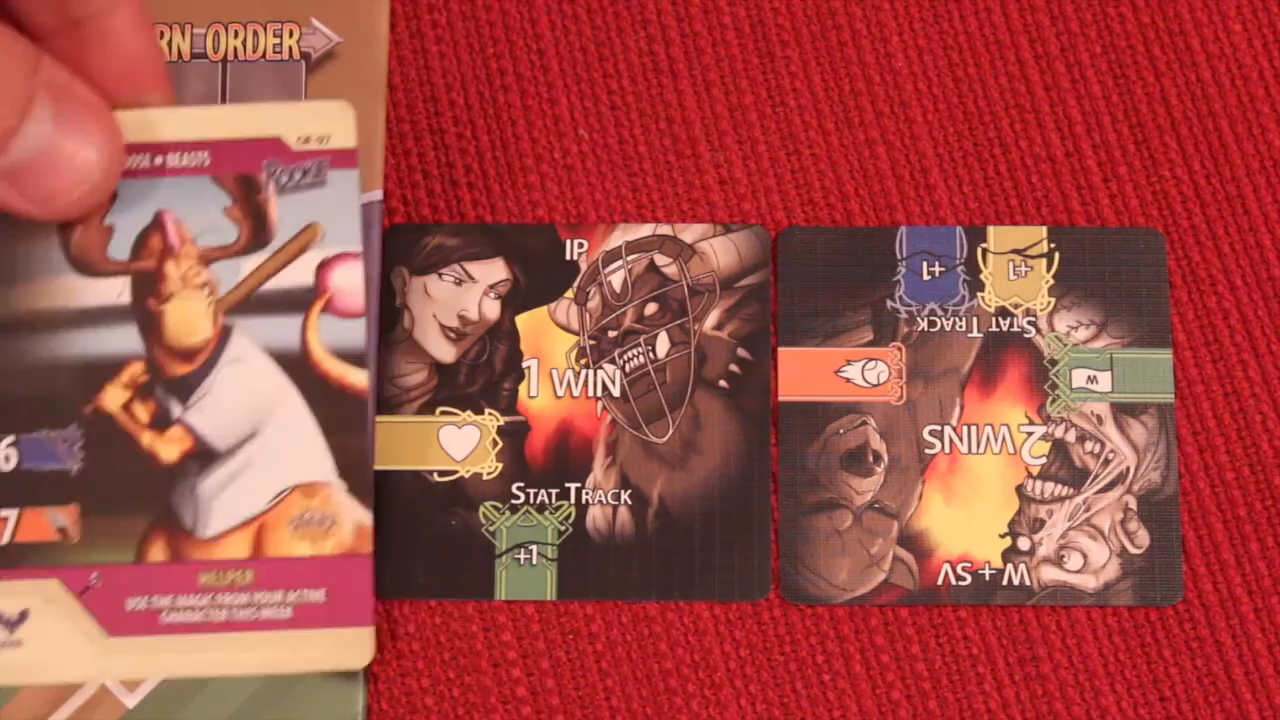 RN ORDER
OSE • BEASTS
ROOKIE
6
7
HELPER
USE THE MAGIC FROM YOUR ACTIVE
CHARACTER THIS WEEK
IP
1 WIN
STAT TRACK
+1
+1
+1
STAT TRACK
W
2 WINS
W + SV